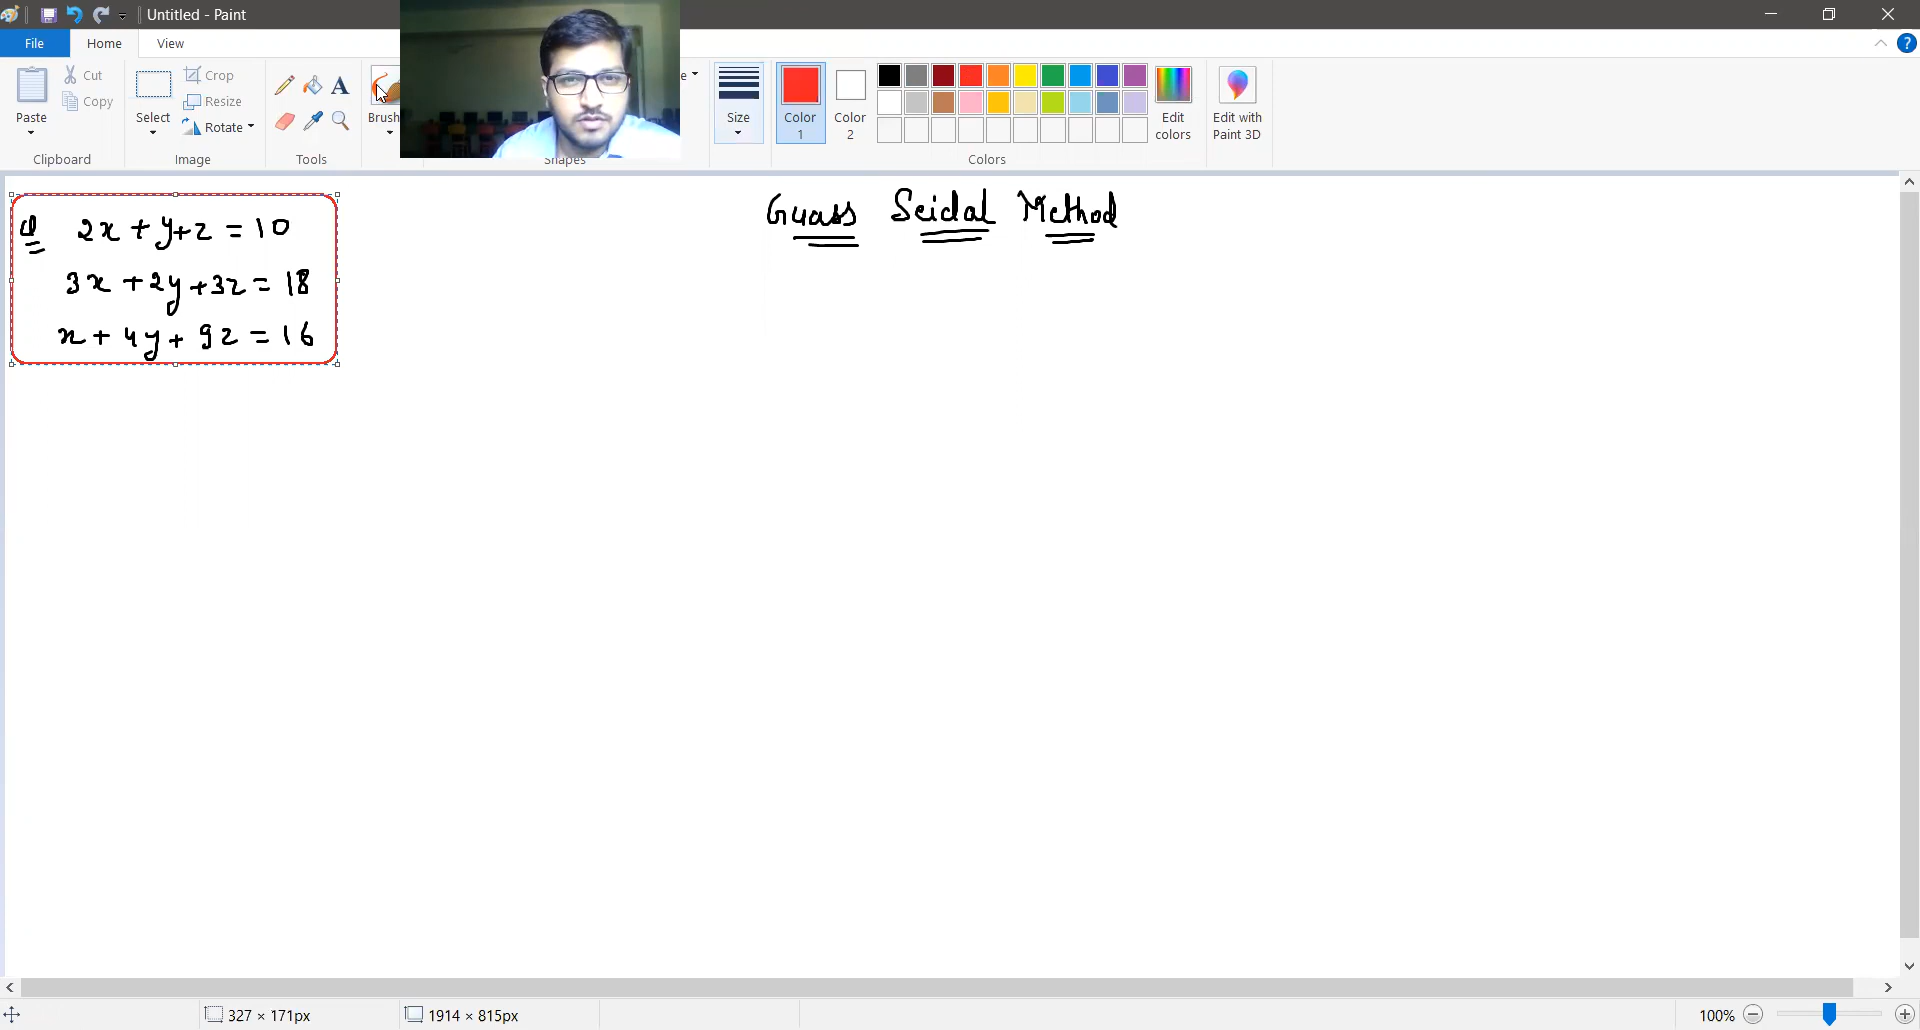 Untitled - Paint
File Home View
Paste
Cut
Copy
Clipboard
Select
Crop
Resize
Rotate
Image
Tools
Brush
Shapes
Size
Color 1
Color 2
Colors
Edit colors
Edit with Paint 3D
Guass Seidal Method
Q 2x + y + z = 10
3x + 2y + 3z = 18
x + 4y + 9z = 16
327 × 171px
1914 × 815px
100%